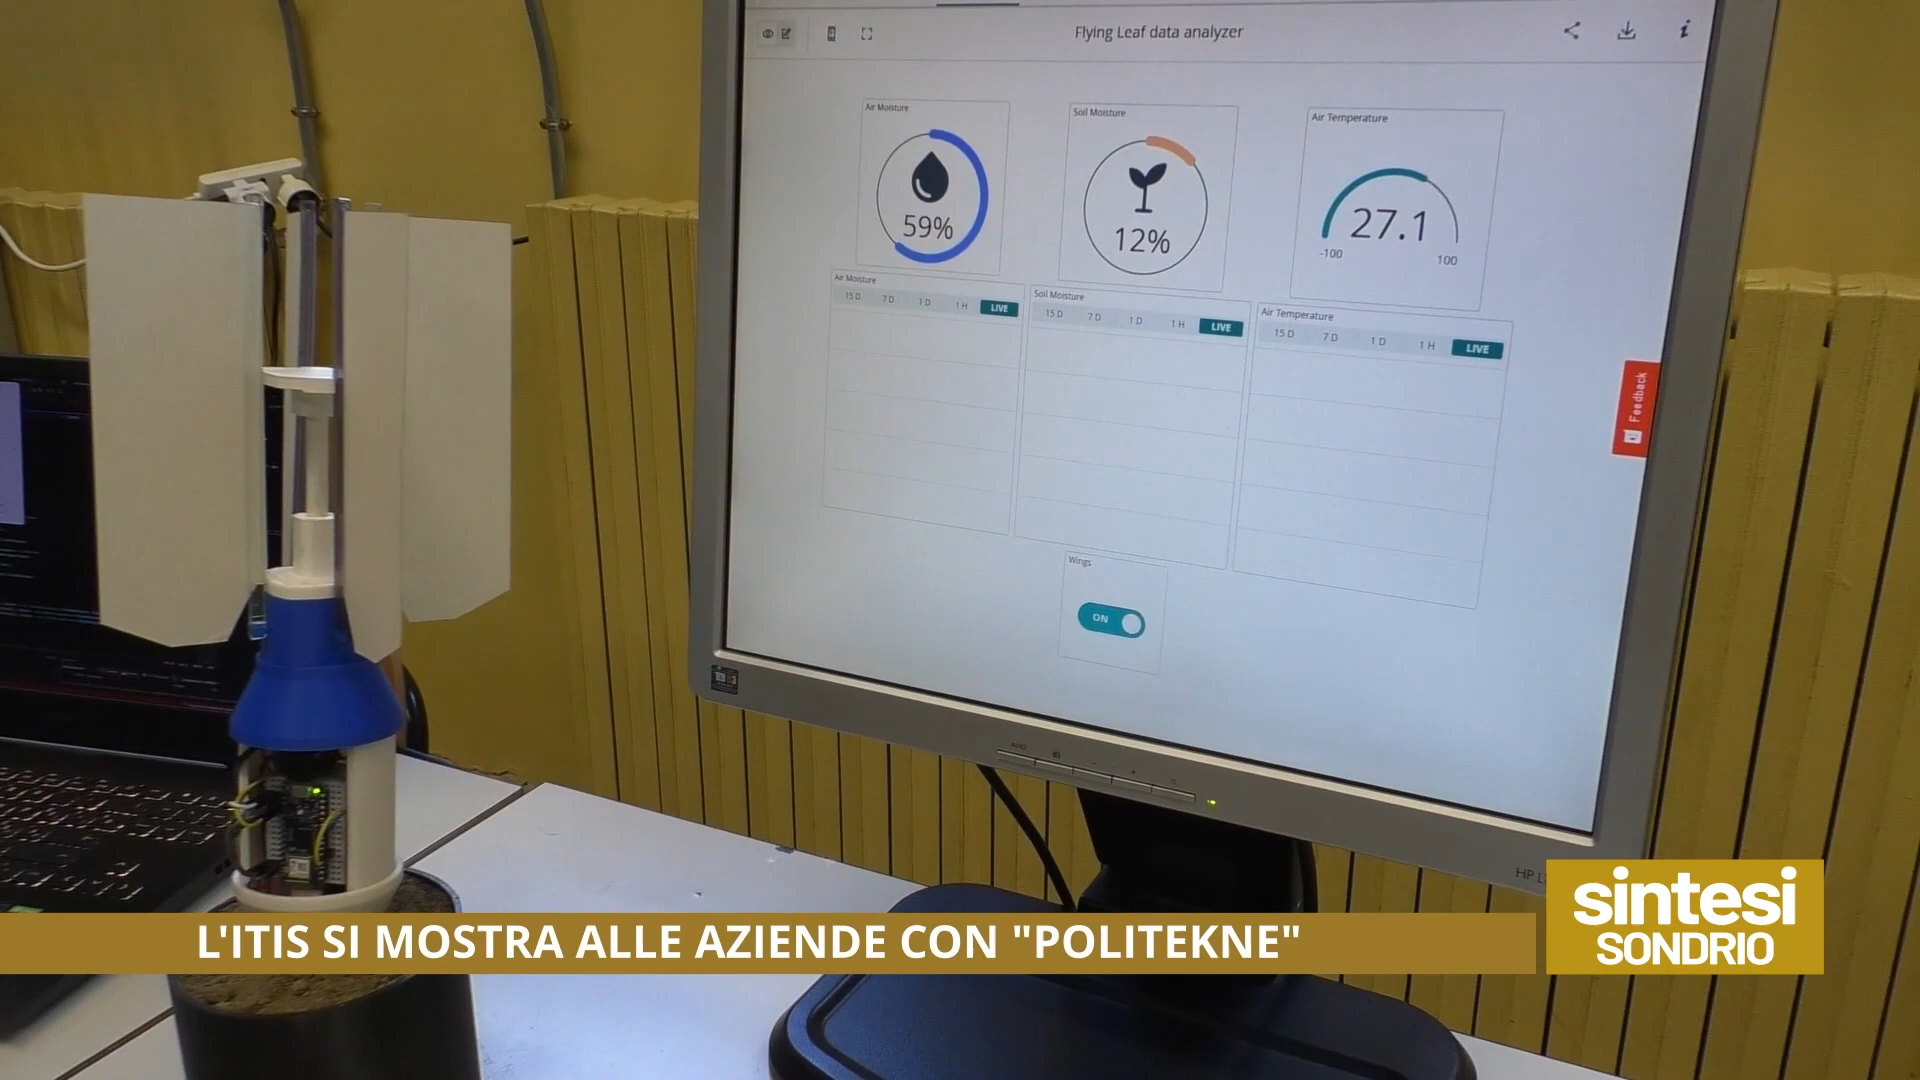 Flying Leaf data analyzer
Air Moisture
59%
Soil Moisture
12%
Air Temperature
27.1
-100
100
Air Moisture
15 D 7 D 1 D 1 H LIVE
Soil Moisture
15 D 7 D 1 D 1 H LIVE
Air Temperature
15 D 7 D 1 D 1 H LIVE
Feedback
Wings
ON
AUTO
HP
L'ITIS SI MOSTRA ALLE AZIENDE CON "POLITEKNE"
sintesi
SONDRIO